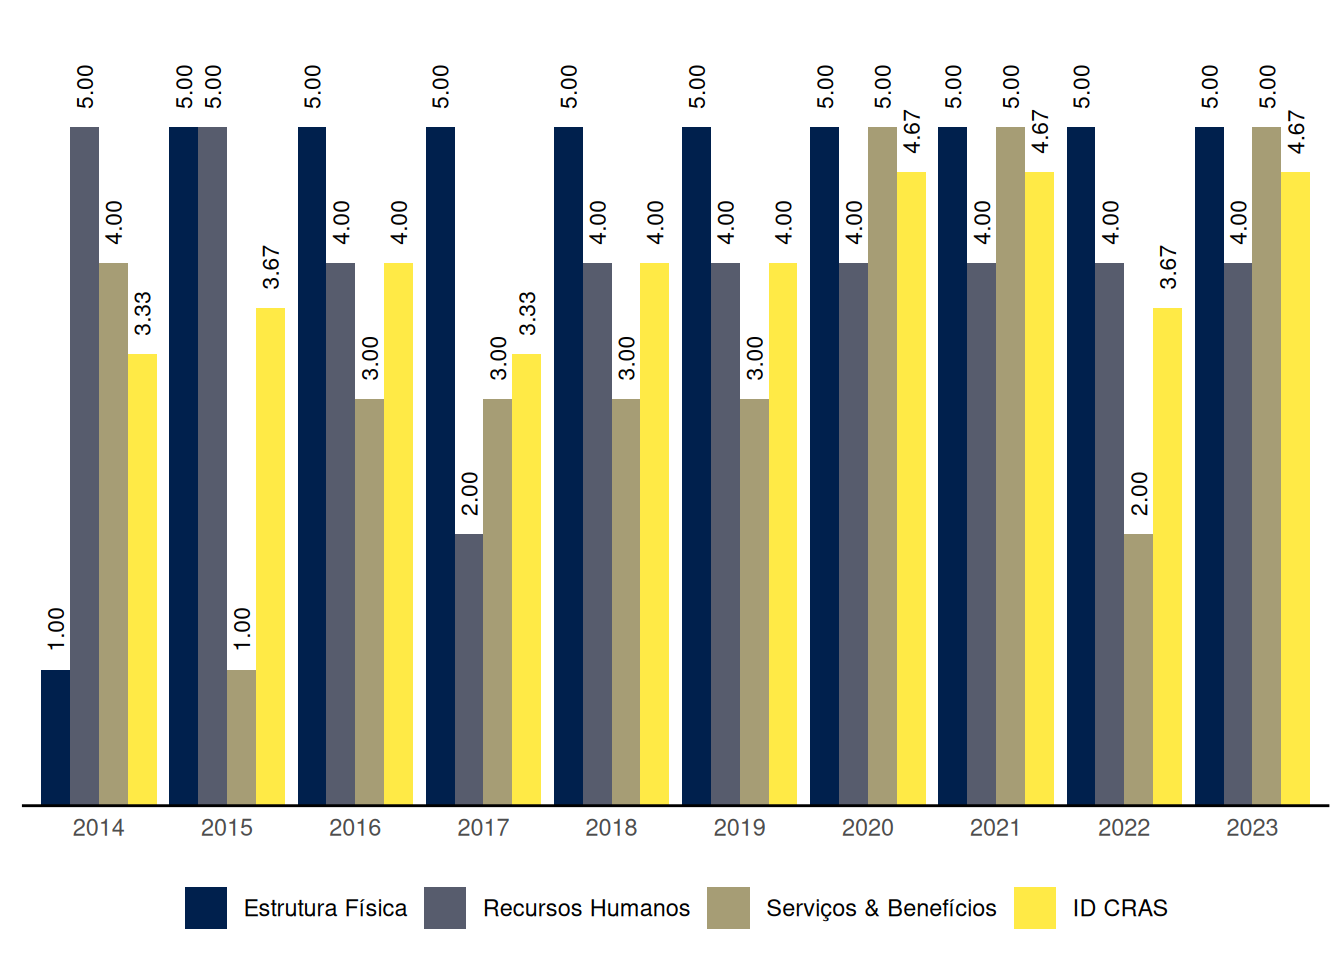 5.00 5.00 5.00 5.00 5.00 5.00 5.00 5.00 5.00 5.00 5.00 5.00 5.00 5.00
4.67 4.67 4.67
4.00 4.00 4.00 4.00 4.00 4.00 4.00 4.00 4.00 4.00 4.00
3.67 3.67
3.33 3.33
3.00 3.00 3.00 3.00
2.00 2.00
1.00 1.00
2014 2015 2016 2017 2018 2019 2020 2021 2022 2023
Estrutura Física Recursos Humanos Serviços & Benefícios ID CRAS